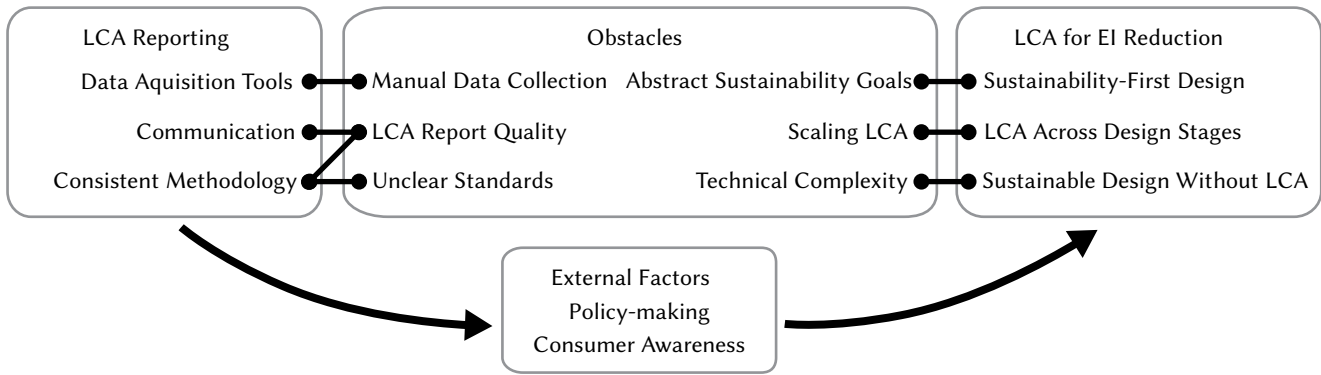 LCA Reporting
Data Aquisition Tools
Communication
Consistent Methodology
Obstacles
Manual Data Collection
LCA Report Quality
Unclear Standards
Abstract Sustainability Goals
Scaling LCA
Technical Complexity
LCA for EI Reduction
Sustainability-First Design
LCA Across Design Stages
Sustainable Design Without LCA
External Factors
Policy-making
Consumer Awareness